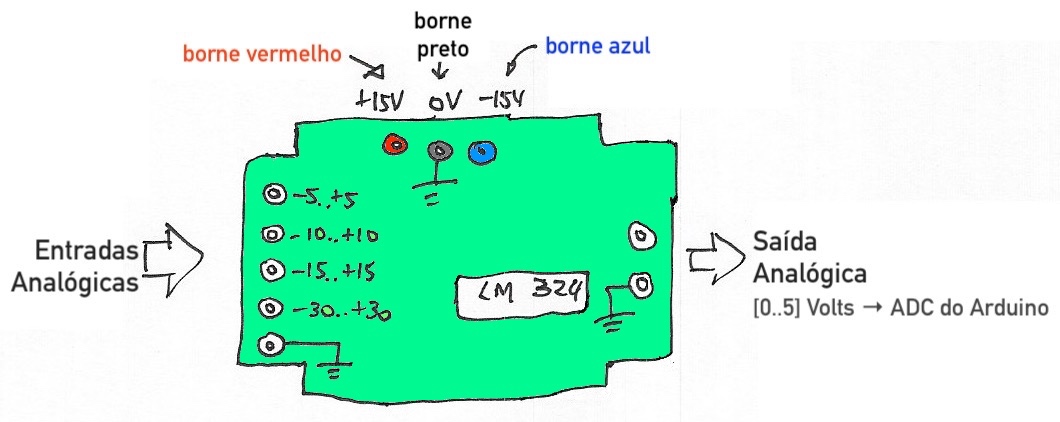 borne
preto
borne vermelho
borne azul
+15V 0V -15V
-5..+5
-10..+10
-15..+15
-30..+30
LM 324
Entradas
Analógicas
Saída
Analógica
[0..5] Volts → ADC do Arduino